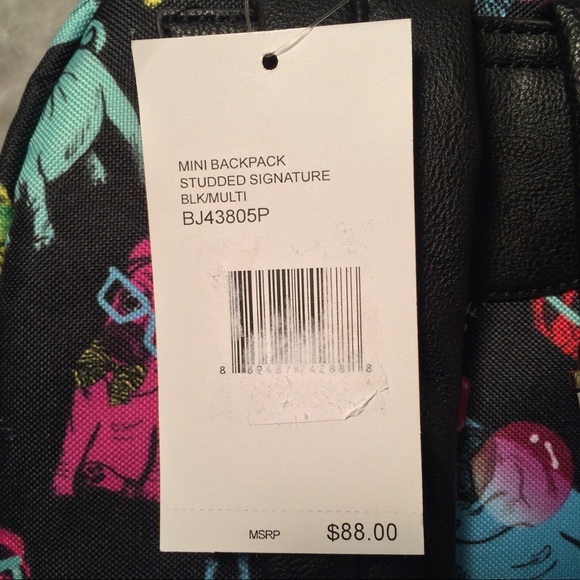 MINI BACKPACK
STUDDED SIGNATURE
BLK/MULTI
BJ43805P
MSRP $88.00